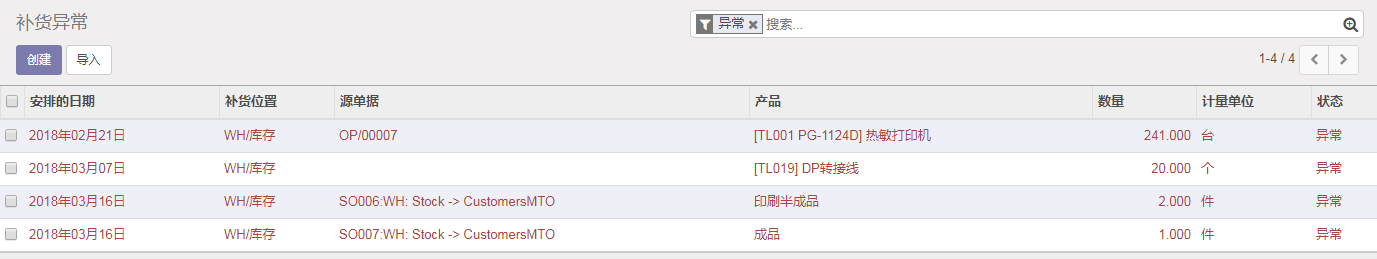 补货异常
异常 搜索...
创建 导入
1-4 / 4
安排的日期 补货位置 源单据 产品 数量 计量单位 状态
2018年02月21日 WH/库存 OP/00007 [TL001 PG-1124D] 热敏打印机 241.000 台 异常
2018年03月07日 WH/库存 [TL019] DP转接线 20.000 个 异常
2018年03月16日 WH/库存 SO006:WH: Stock -> CustomersMTO 印刷半成品 2.000 件 异常
2018年03月16日 WH/库存 SO007:WH: Stock -> CustomersMTO 成品 1.000 件 异常